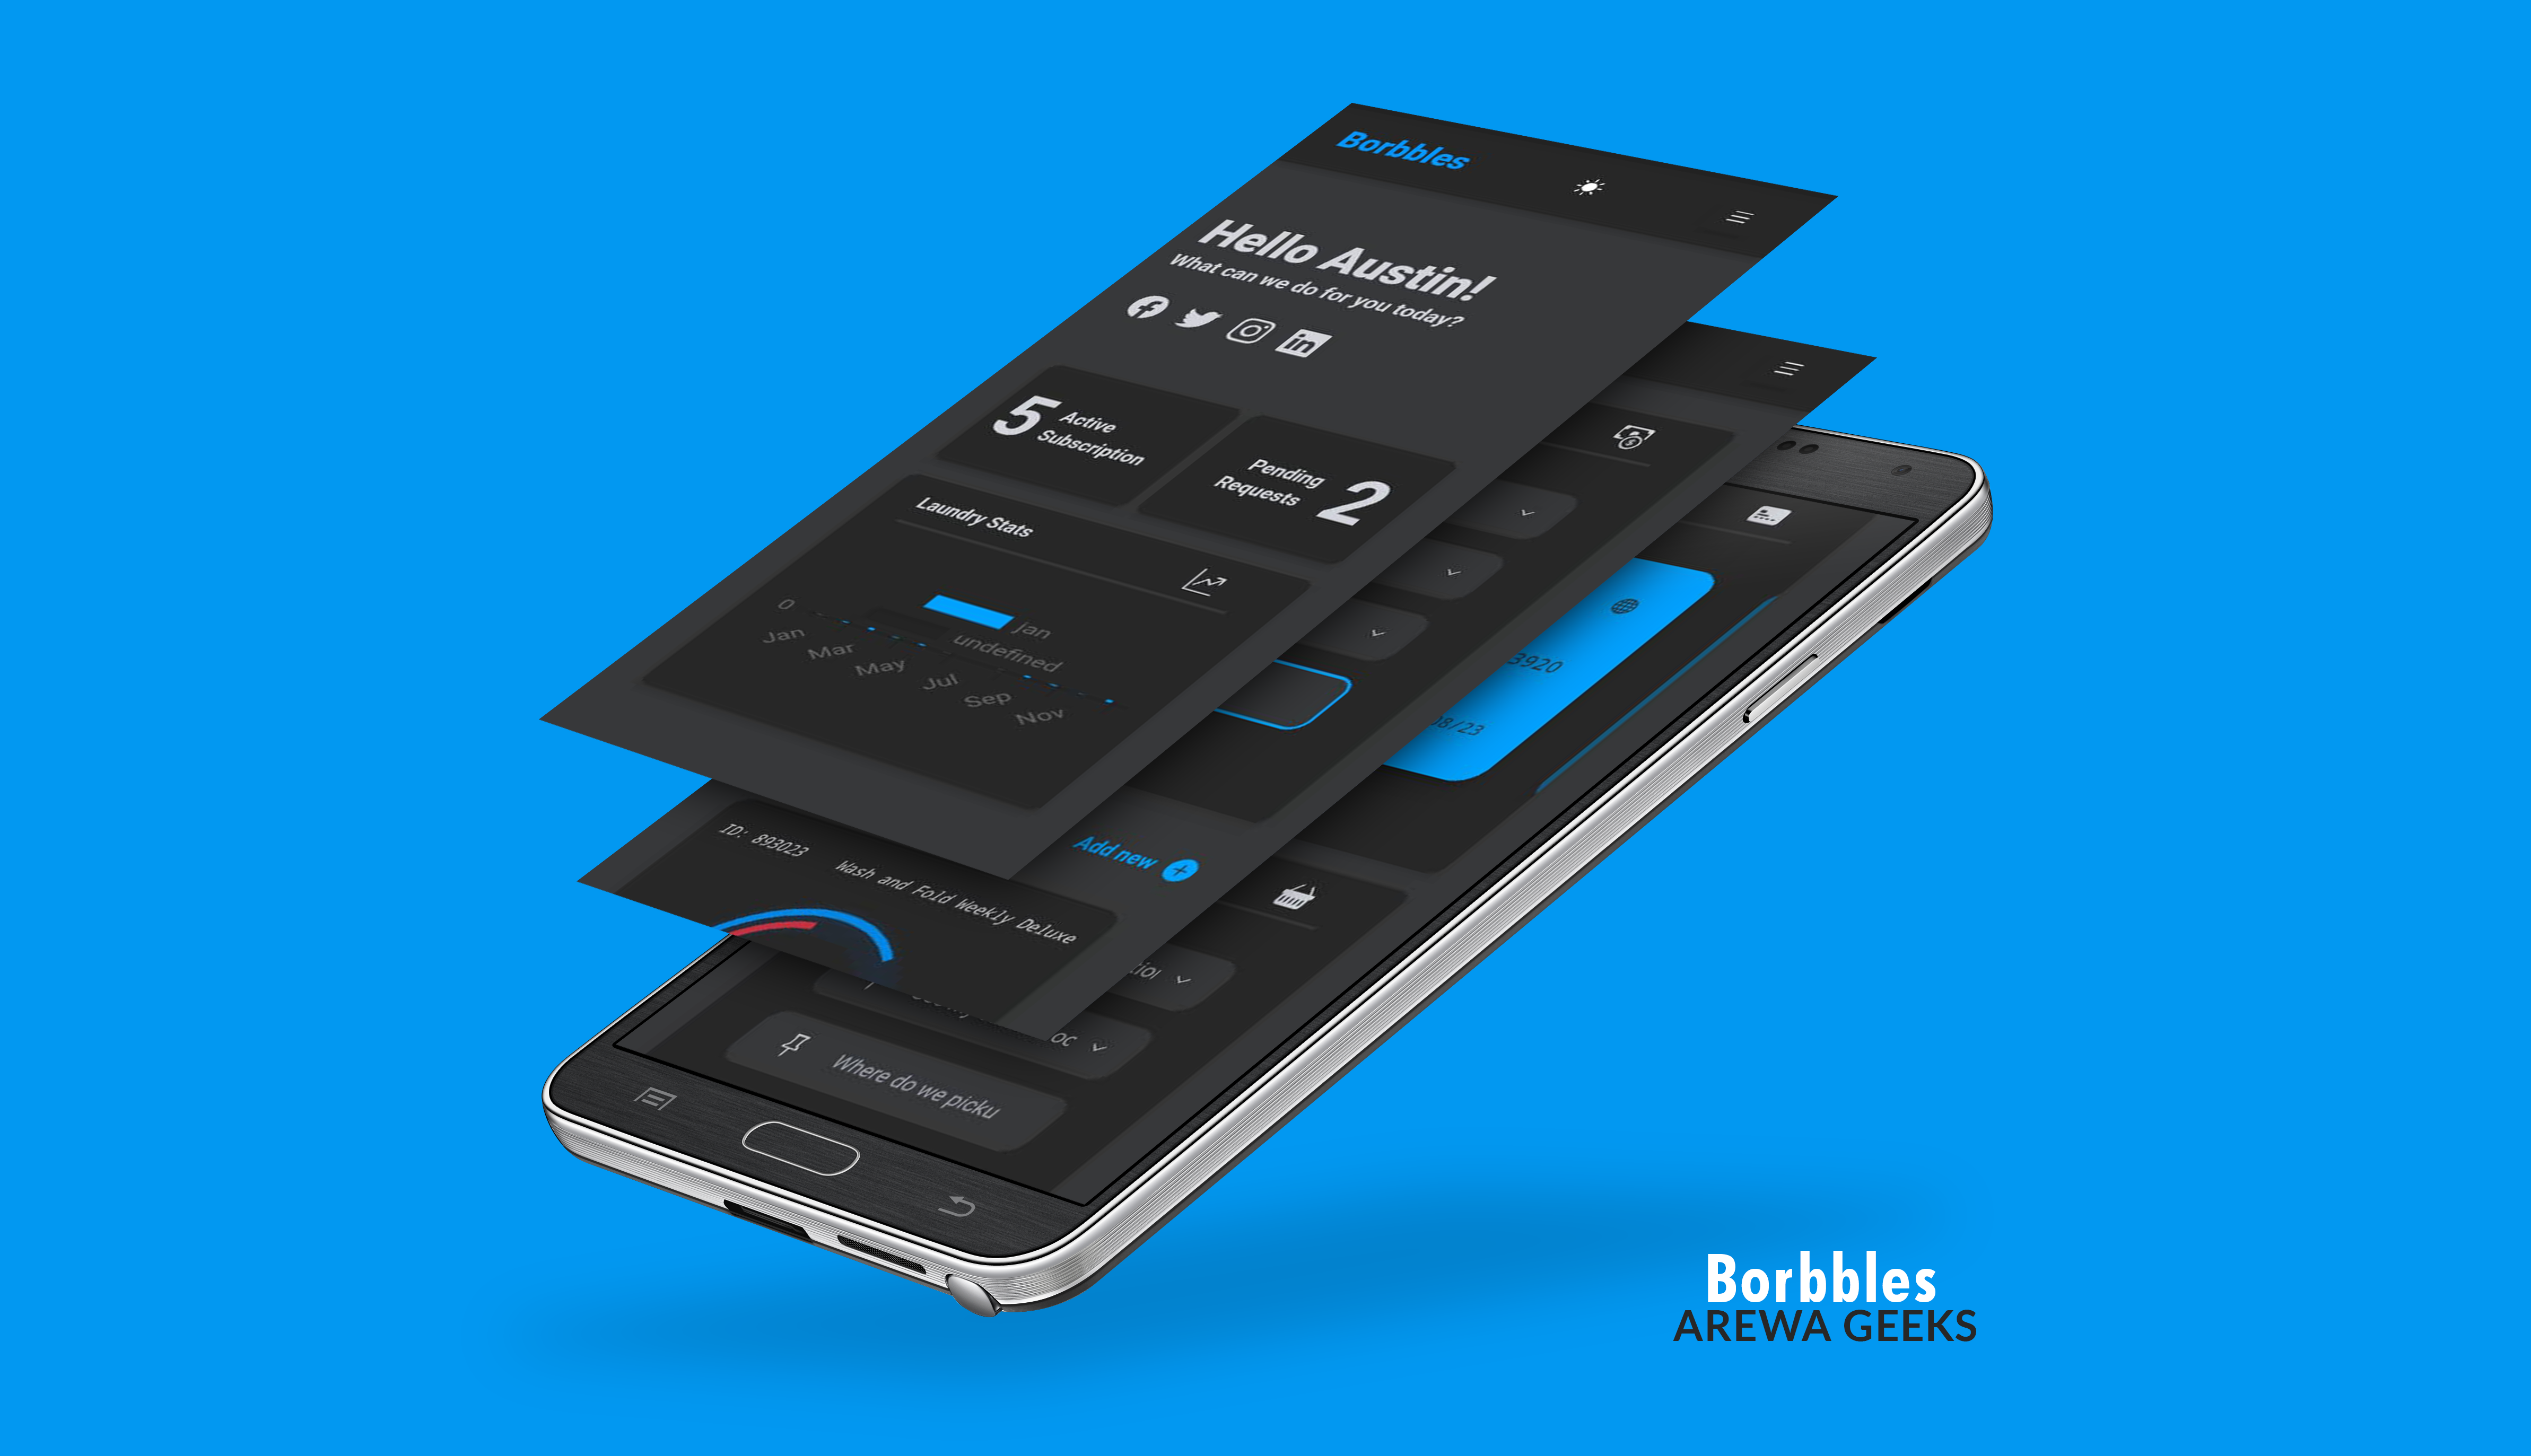 Borbbles
Hello Austin!
What can we do for you today?
5 Active
Subscription
Pending
Requests 2
Laundry Stats
jan
undefined
0
Jan
Mar
May
Jul
Sep
Nov
3920
08/23
Add new
ID: 893023 Wash and Fold Weekly Deluxe
Where do we picku
Borbbles
AREWA GEEKS